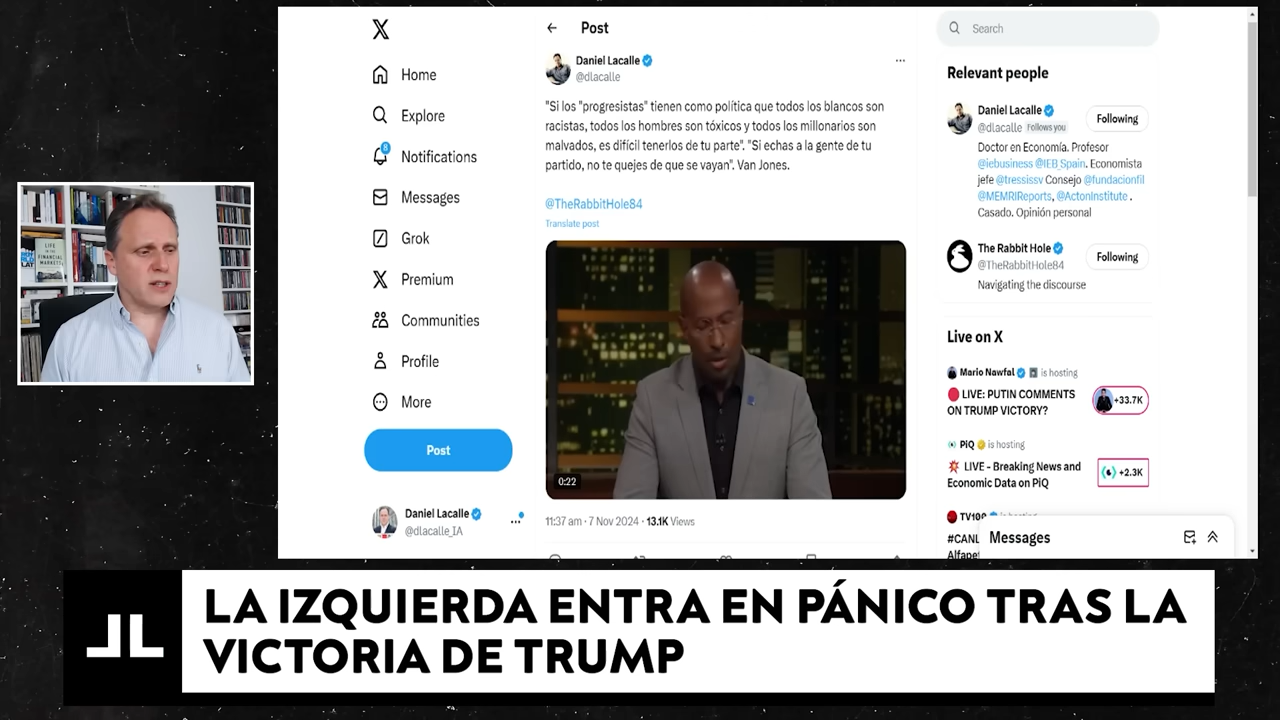 Home
Explore
8
Notifications
Messages
Grok
Premium
Communities
Profile
More
Post
Daniel Lacalle
@dlacalle_IA
Post
Daniel Lacalle
@dlacalle
"Si los "progresistas" tienen como política que todos los blancos son
racistas, todos los hombres son tóxicos y todos los millonarios son
malvados, es difícil tenerlos de tu parte". "Si echas a la gente de tu
partido, no te quejes de que se vayan". Van Jones.
@TheRabbitHole84
Translate post
0:22
11:37 am · 7 Nov 2024 · 13.1K Views
Search
Relevant people
Daniel Lacalle
@dlacalle Follows you
Following
Doctor en Economía. Profesor
@iebusiness @IEB_Spain. Economista
jefe @tressissv Consejo @fundacionfil
@MEMRIReports, @ActonInstitute .
Casado. Opinión personal
The Rabbit Hole
@TheRabbitHole84
Following
Navigating the discourse
Live on X
Mario Nawfal is hosting
LIVE: PUTIN COMMENTS
ON TRUMP VICTORY?
+33.7K
PiQ is hosting
LIVE - Breaking News and
Economic Data on PiQ
+2.3K
Messages
LIFE
IN THE
FINANCIAL
MARKETS
LA IZQUIERDA ENTRA EN PÁNICO TRAS LA
VICTORIA DE TRUMP